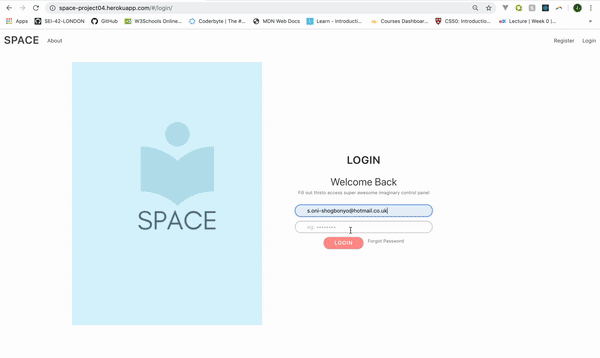 space-project04.herokuapp.com/#/login/
Apps SEI-42-LONDON GitHub W3Schools Online... Coderbyte | The #... MDN Web Docs Learn - Introducti... Courses Dashboar... CS50: Introductio... Lecture | Week 0 |...
SPACE About Register Login
SPACE
LOGIN
Welcome Back
Fill out thisto access super awesome imaginary control panel
s.oni-shogbonyo@hotmail.co.uk
eg: ••••••••
LOGIN Forgot Password